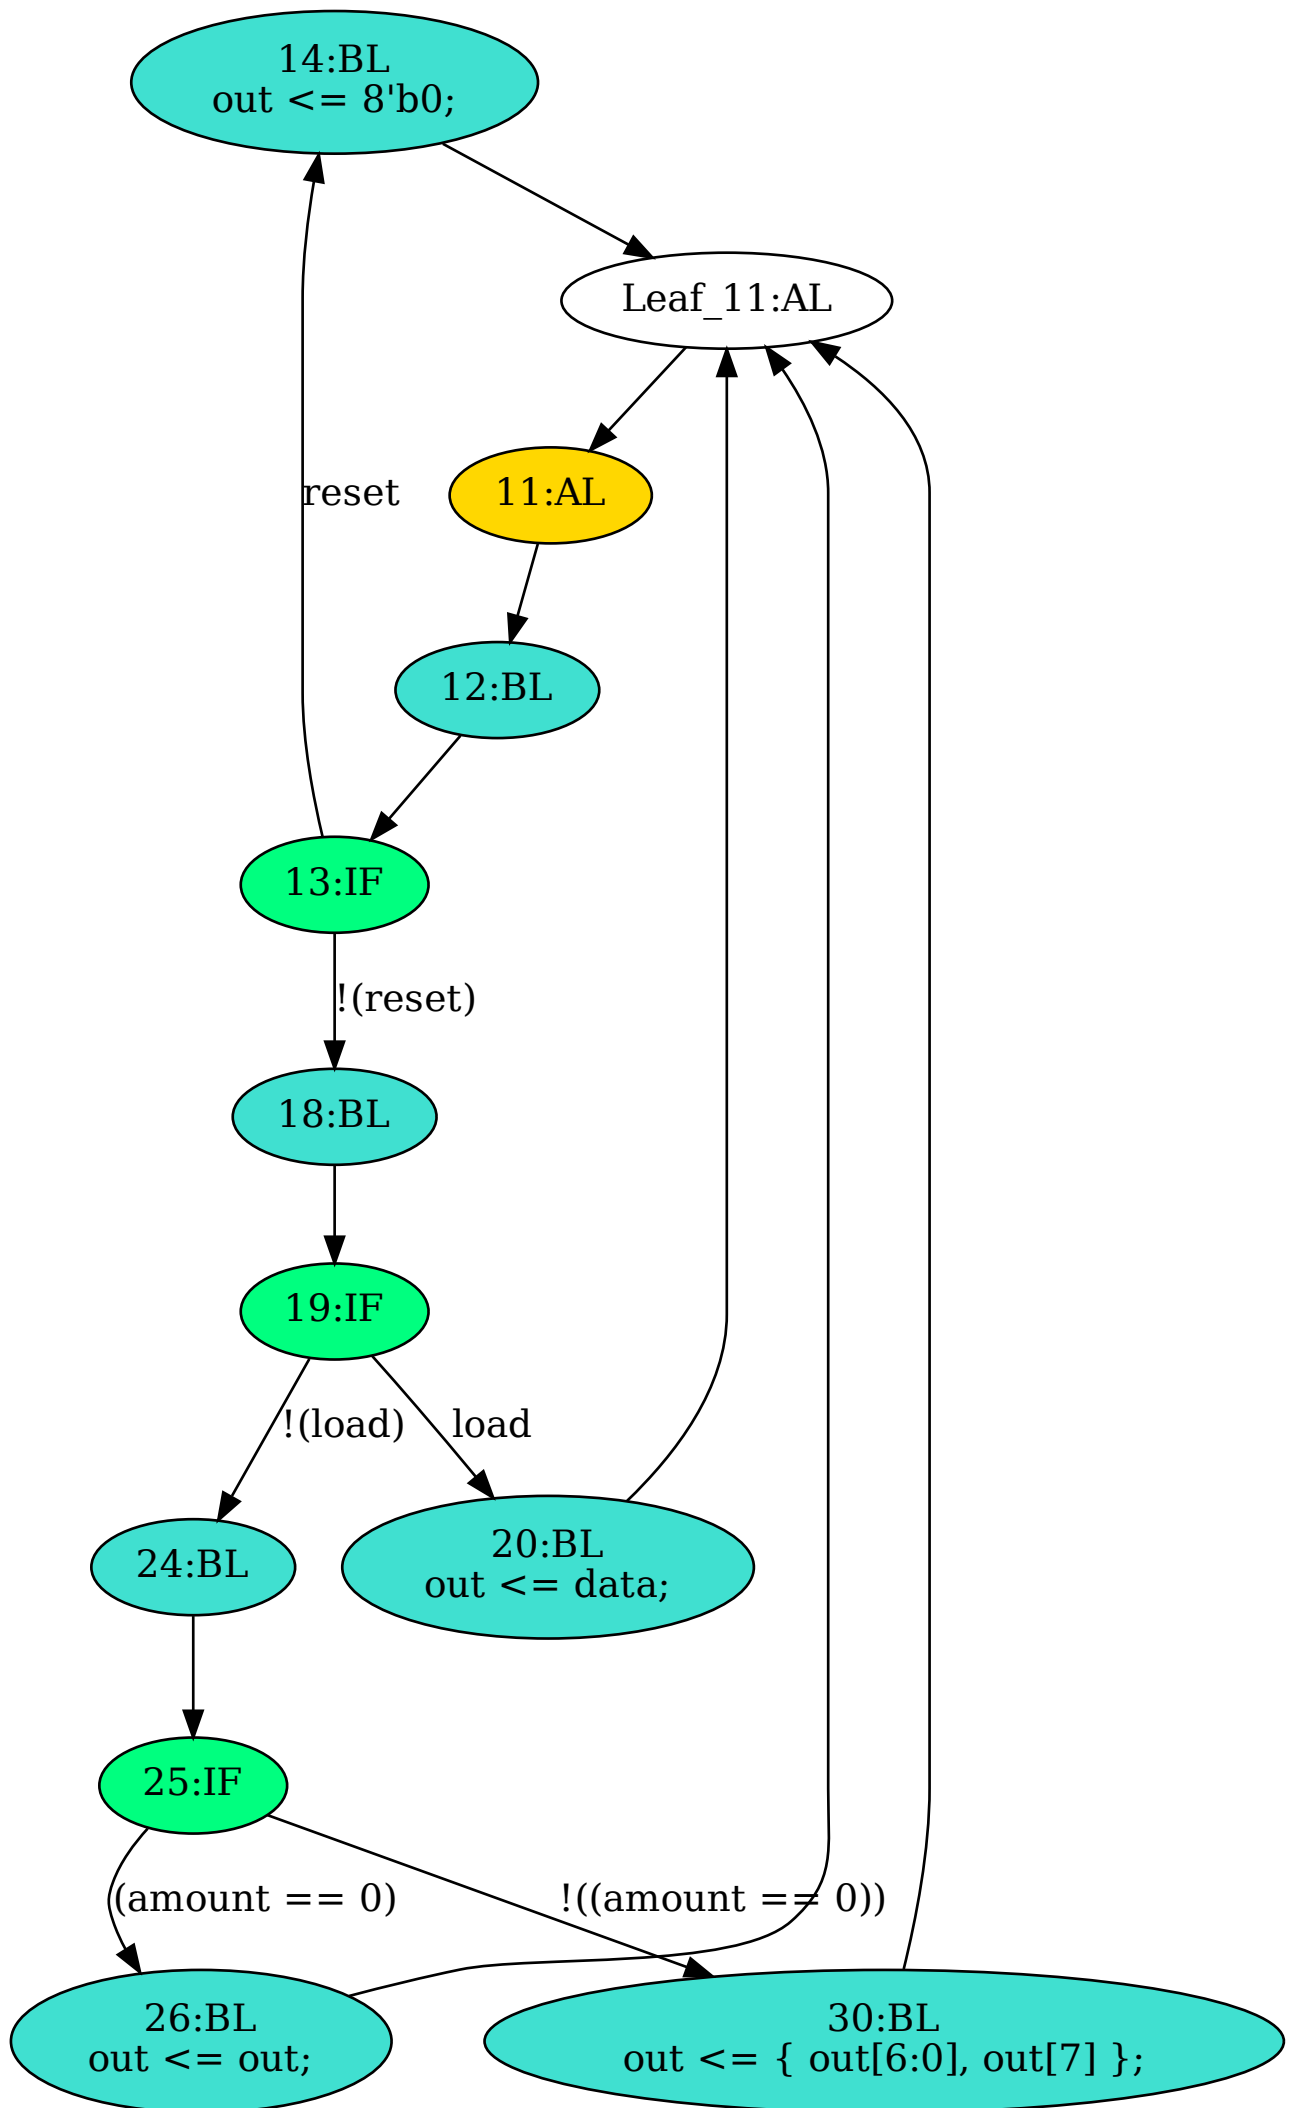 14:BL
out <= 8'b0;
Leaf_11:AL
reset
11:AL
12:BL
13:IF
!(reset)
18:BL
19:IF
!(load)
load
20:BL
out <= data;
24:BL
25:IF
(amount == 0)
!((amount == 0))
26:BL
out <= out;
30:BL
out <= { out[6:0], out[7] };